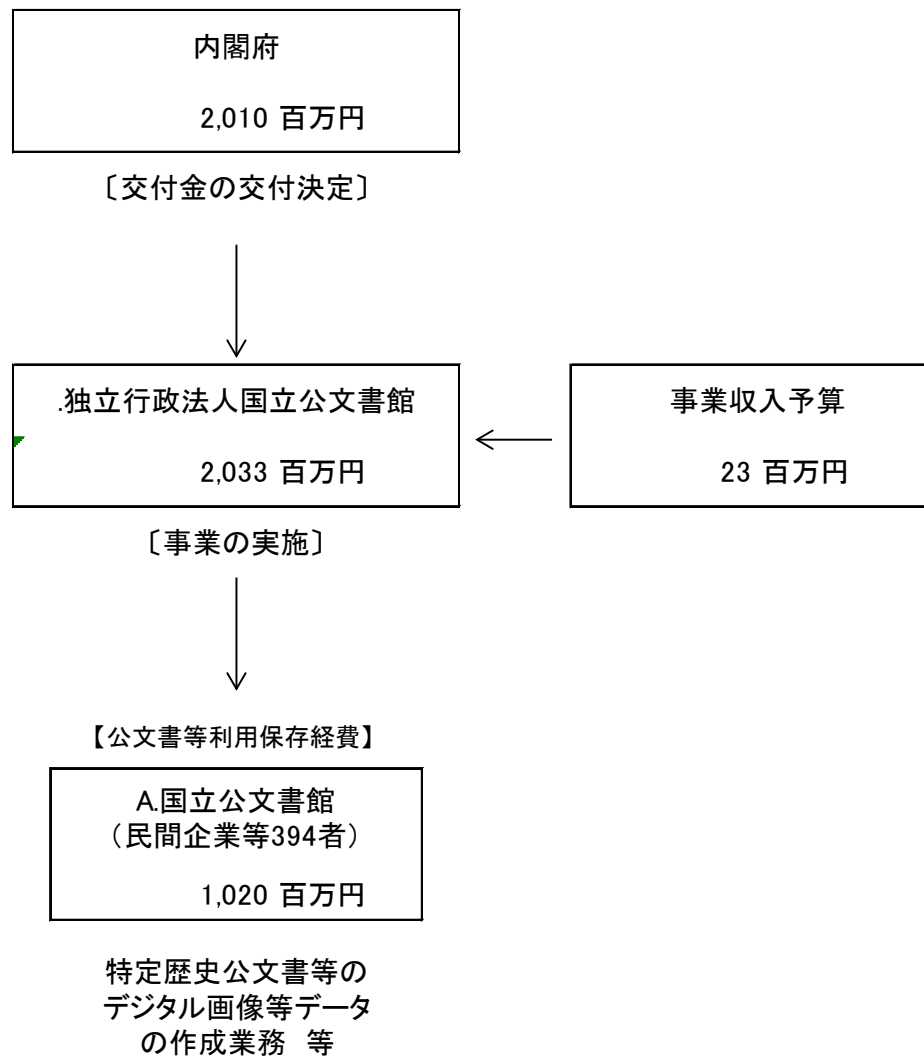 内閣府
2,010 百万円
〔交付金の交付決定〕
.独立行政法人国立公文書館
2,033 百万円
事業収入予算
23 百万円
〔事業の実施〕
【公文書等利用保存経費】
A.国立公文書館
（民間企業等394者）
1,020 百万円
特定歴史公文書等の
デジタル画像等データ
の作成業務　等